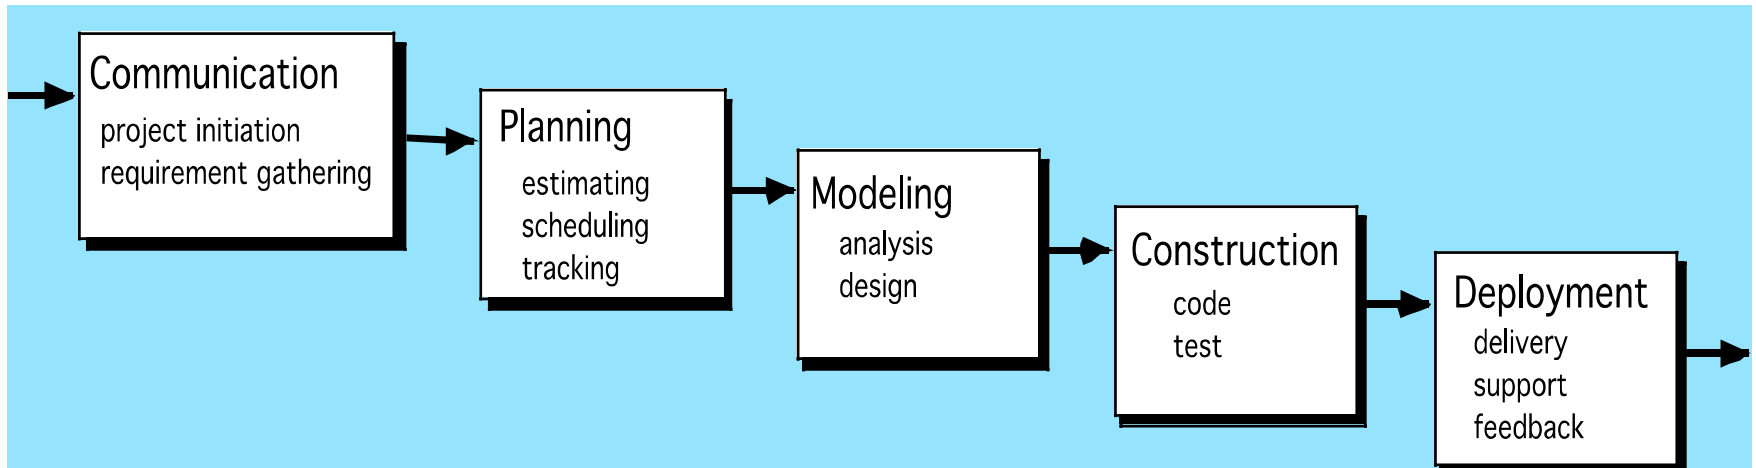 Communication
project initiation
requirement gathering
Planning
estimating
scheduling
tracking
Modeling
analysis
design
Construction
code
test
Deployment
delivery
support
feedback